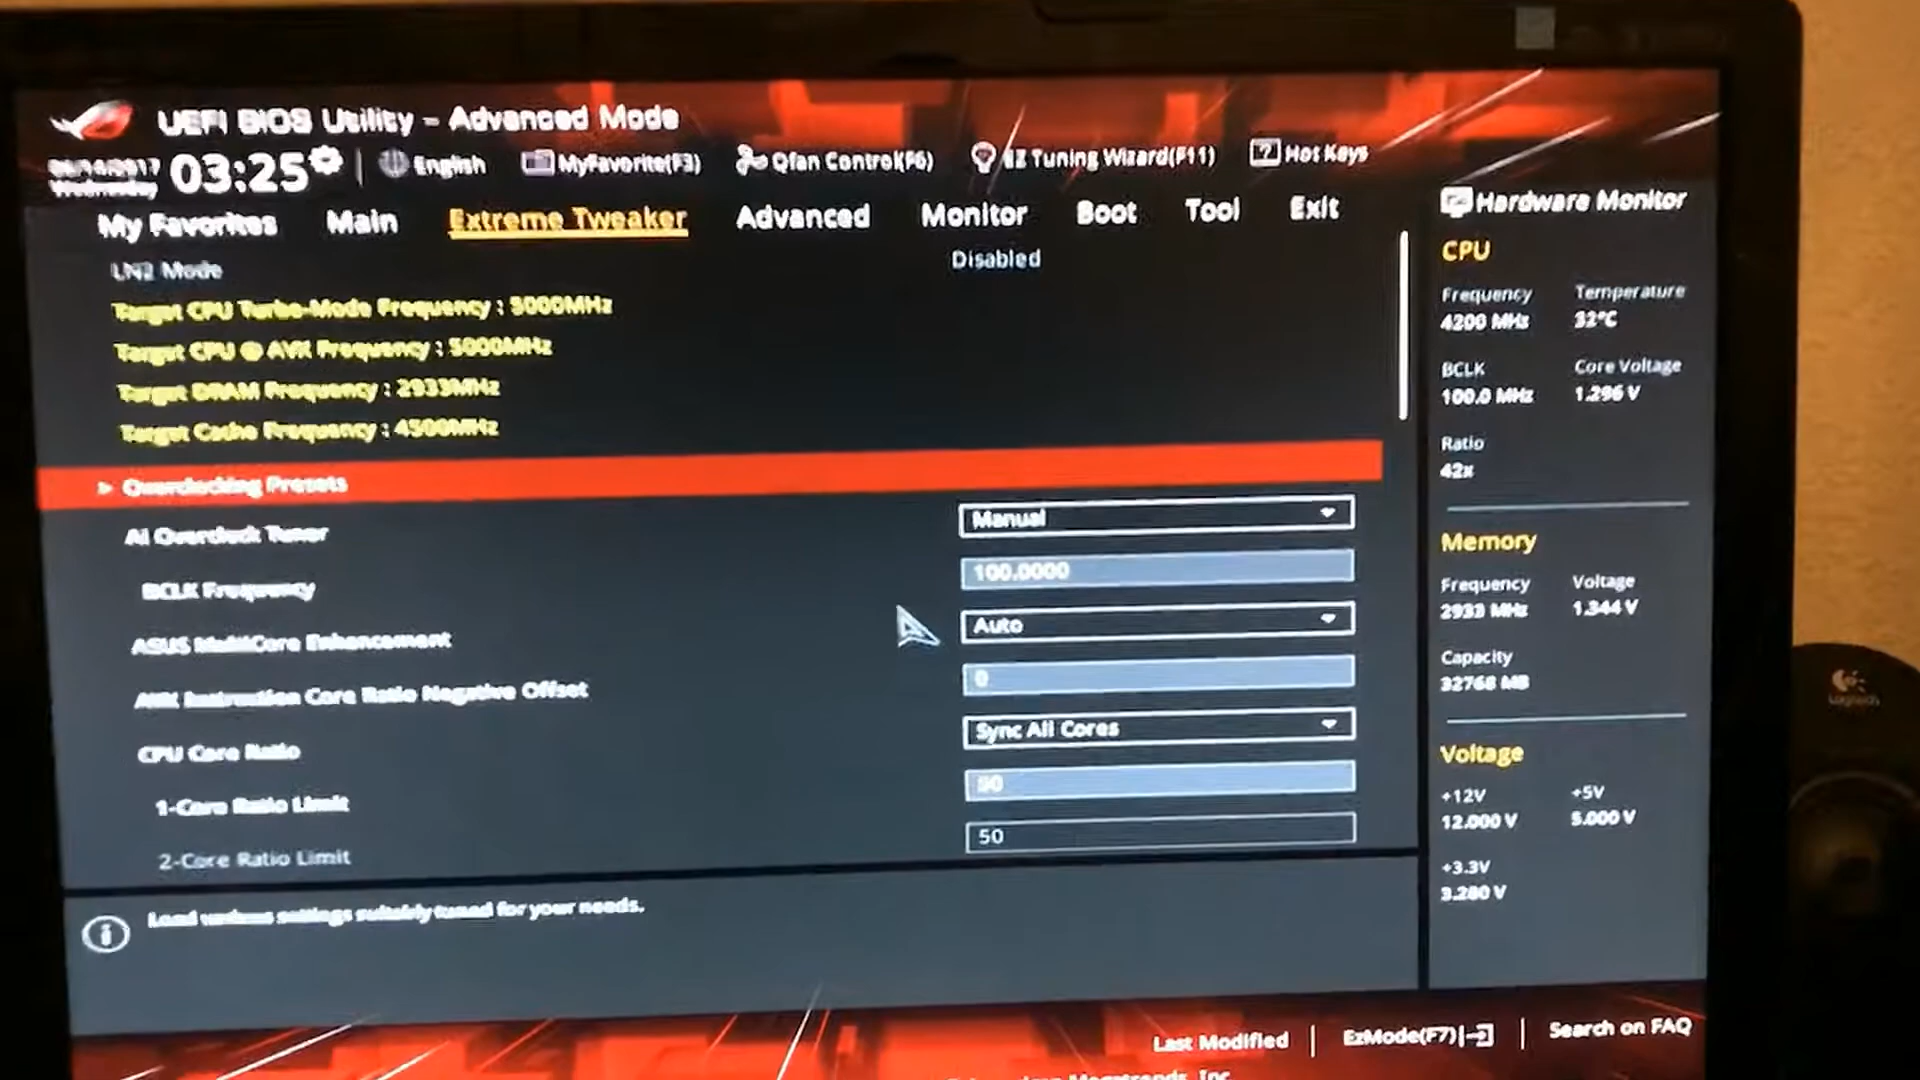 UEFI BIOS Utility – Advanced Mode
03:25
English
MyFavorite(F3)
Qfan Control(F6)
EZ Tuning Wizard(F11)
Hot Keys
Wednesday
My Favorites
Main
Extreme Tweaker
Advanced
Monitor
Boot
Tool
Exit
LN2 Mode
Disabled
Target CPU Turbo-Mode Frequency : 5000MHz
Target CPU @ AVX Frequency : 5000MHz
Target DRAM Frequency : 2933MHz
Target Cache Frequency : 4500MHz
Overclocking Presets
AI Overclock Tuner
Manual
BCLK Frequency
100.0000
ASUS MultiCore Enhancement
Auto
AVX Instruction Core Ratio Negative Offset
0
CPU Core Ratio
Sync All Cores
1-Core Ratio Limit
50
2-Core Ratio Limit
50
Load various settings suitably tuned for your needs.
Hardware Monitor
CPU
Frequency Temperature
4200 MHz 32°C
BCLK Core Voltage
100.0 MHz 1.296 V
Ratio
42x
Memory
Frequency Voltage
2933 MHz 1.344 V
Capacity
32768 MB
Voltage
+12V +5V
12.000 V 5.000 V
+3.3V
3.280 V
Last Modified
EzMode(F7)
Search on FAQ
Megatrends, Inc.
Logitech